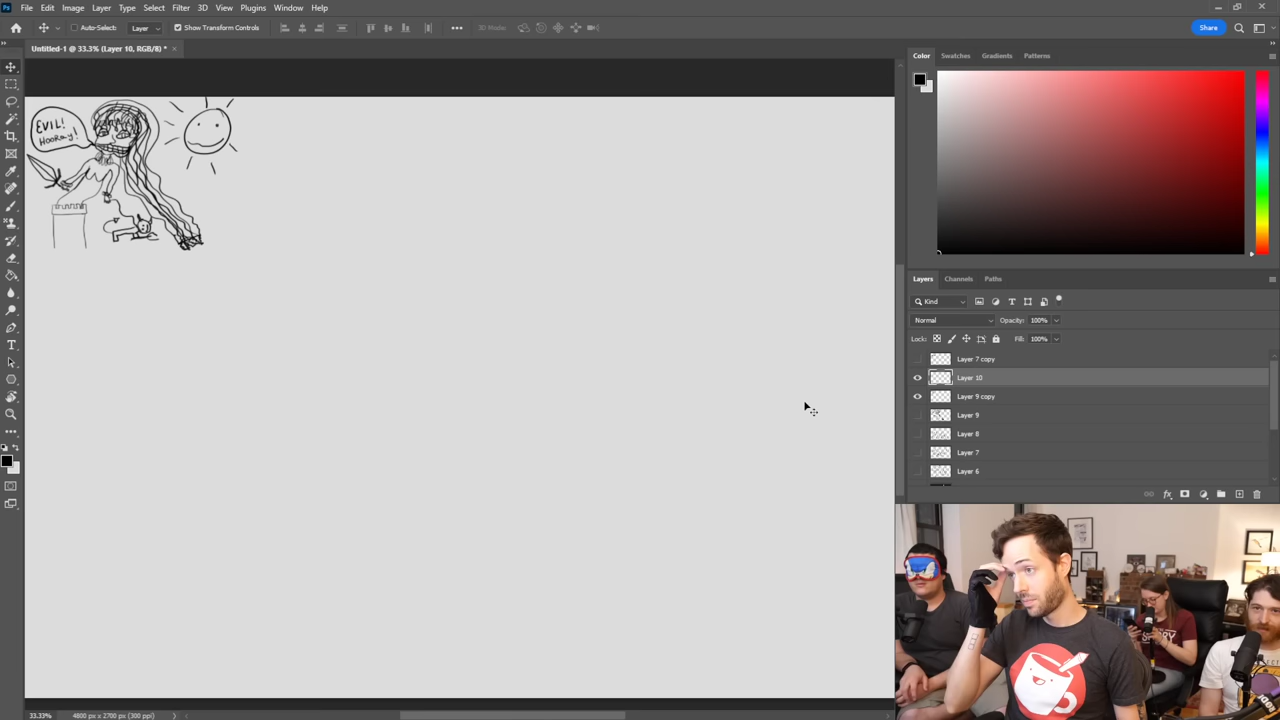 File Edit Image Layer Type Select Filter 3D View Plugins Window Help
Auto-Select: Layer Show Transform Controls 3D Mode: Share
Untitled-1 @ 33.3% (Layer 10, RGB/8) *
EVIL!
HOORAY!
Color Swatches Gradients Patterns
Layers Channels Paths
Kind
Normal Opacity: 100%
Lock: Fill: 100%
Layer 7 copy
Layer 10
Layer 9 copy
Layer 9
Layer 8
Layer 7
Layer 6
33.33% 4800 px x 2700 px (300 ppi)